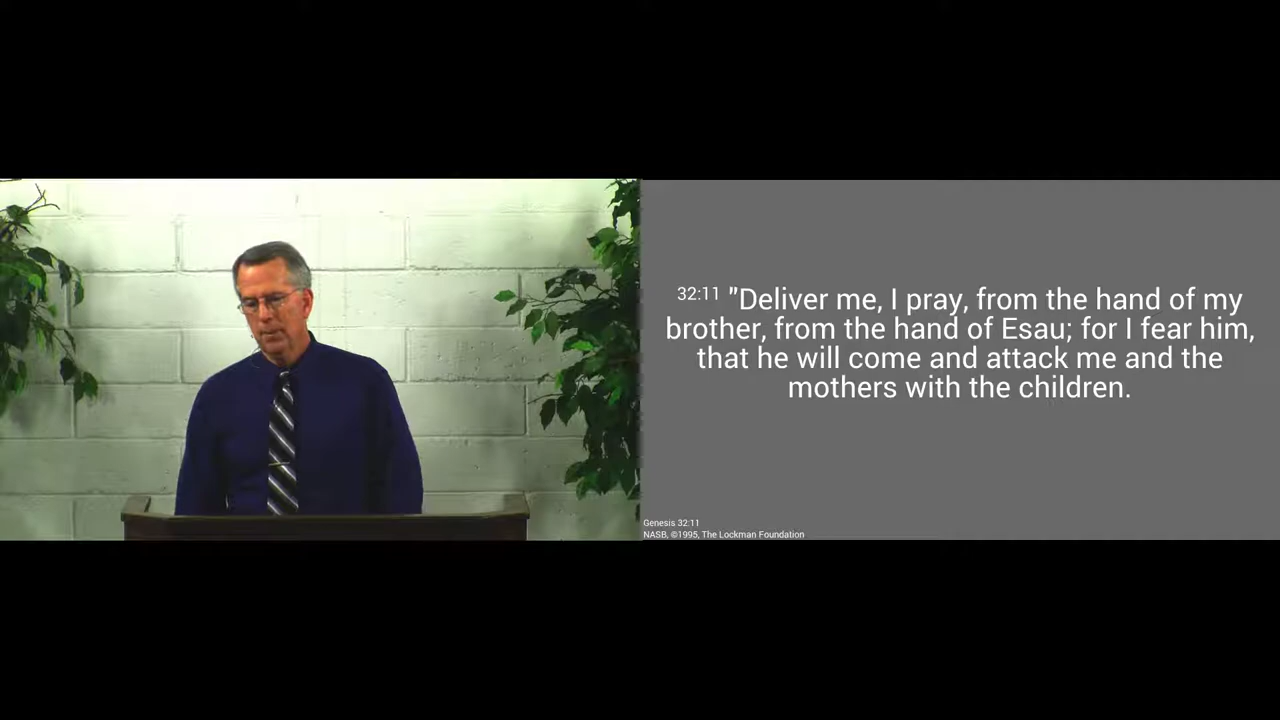 32:11 "Deliver me, I pray, from the hand of my
brother, from the hand of Esau; for I fear him,
that he will come and attack me and the
mothers with the children.
Genesis 32:11
NASB, ©1995, The Lockman Foundation